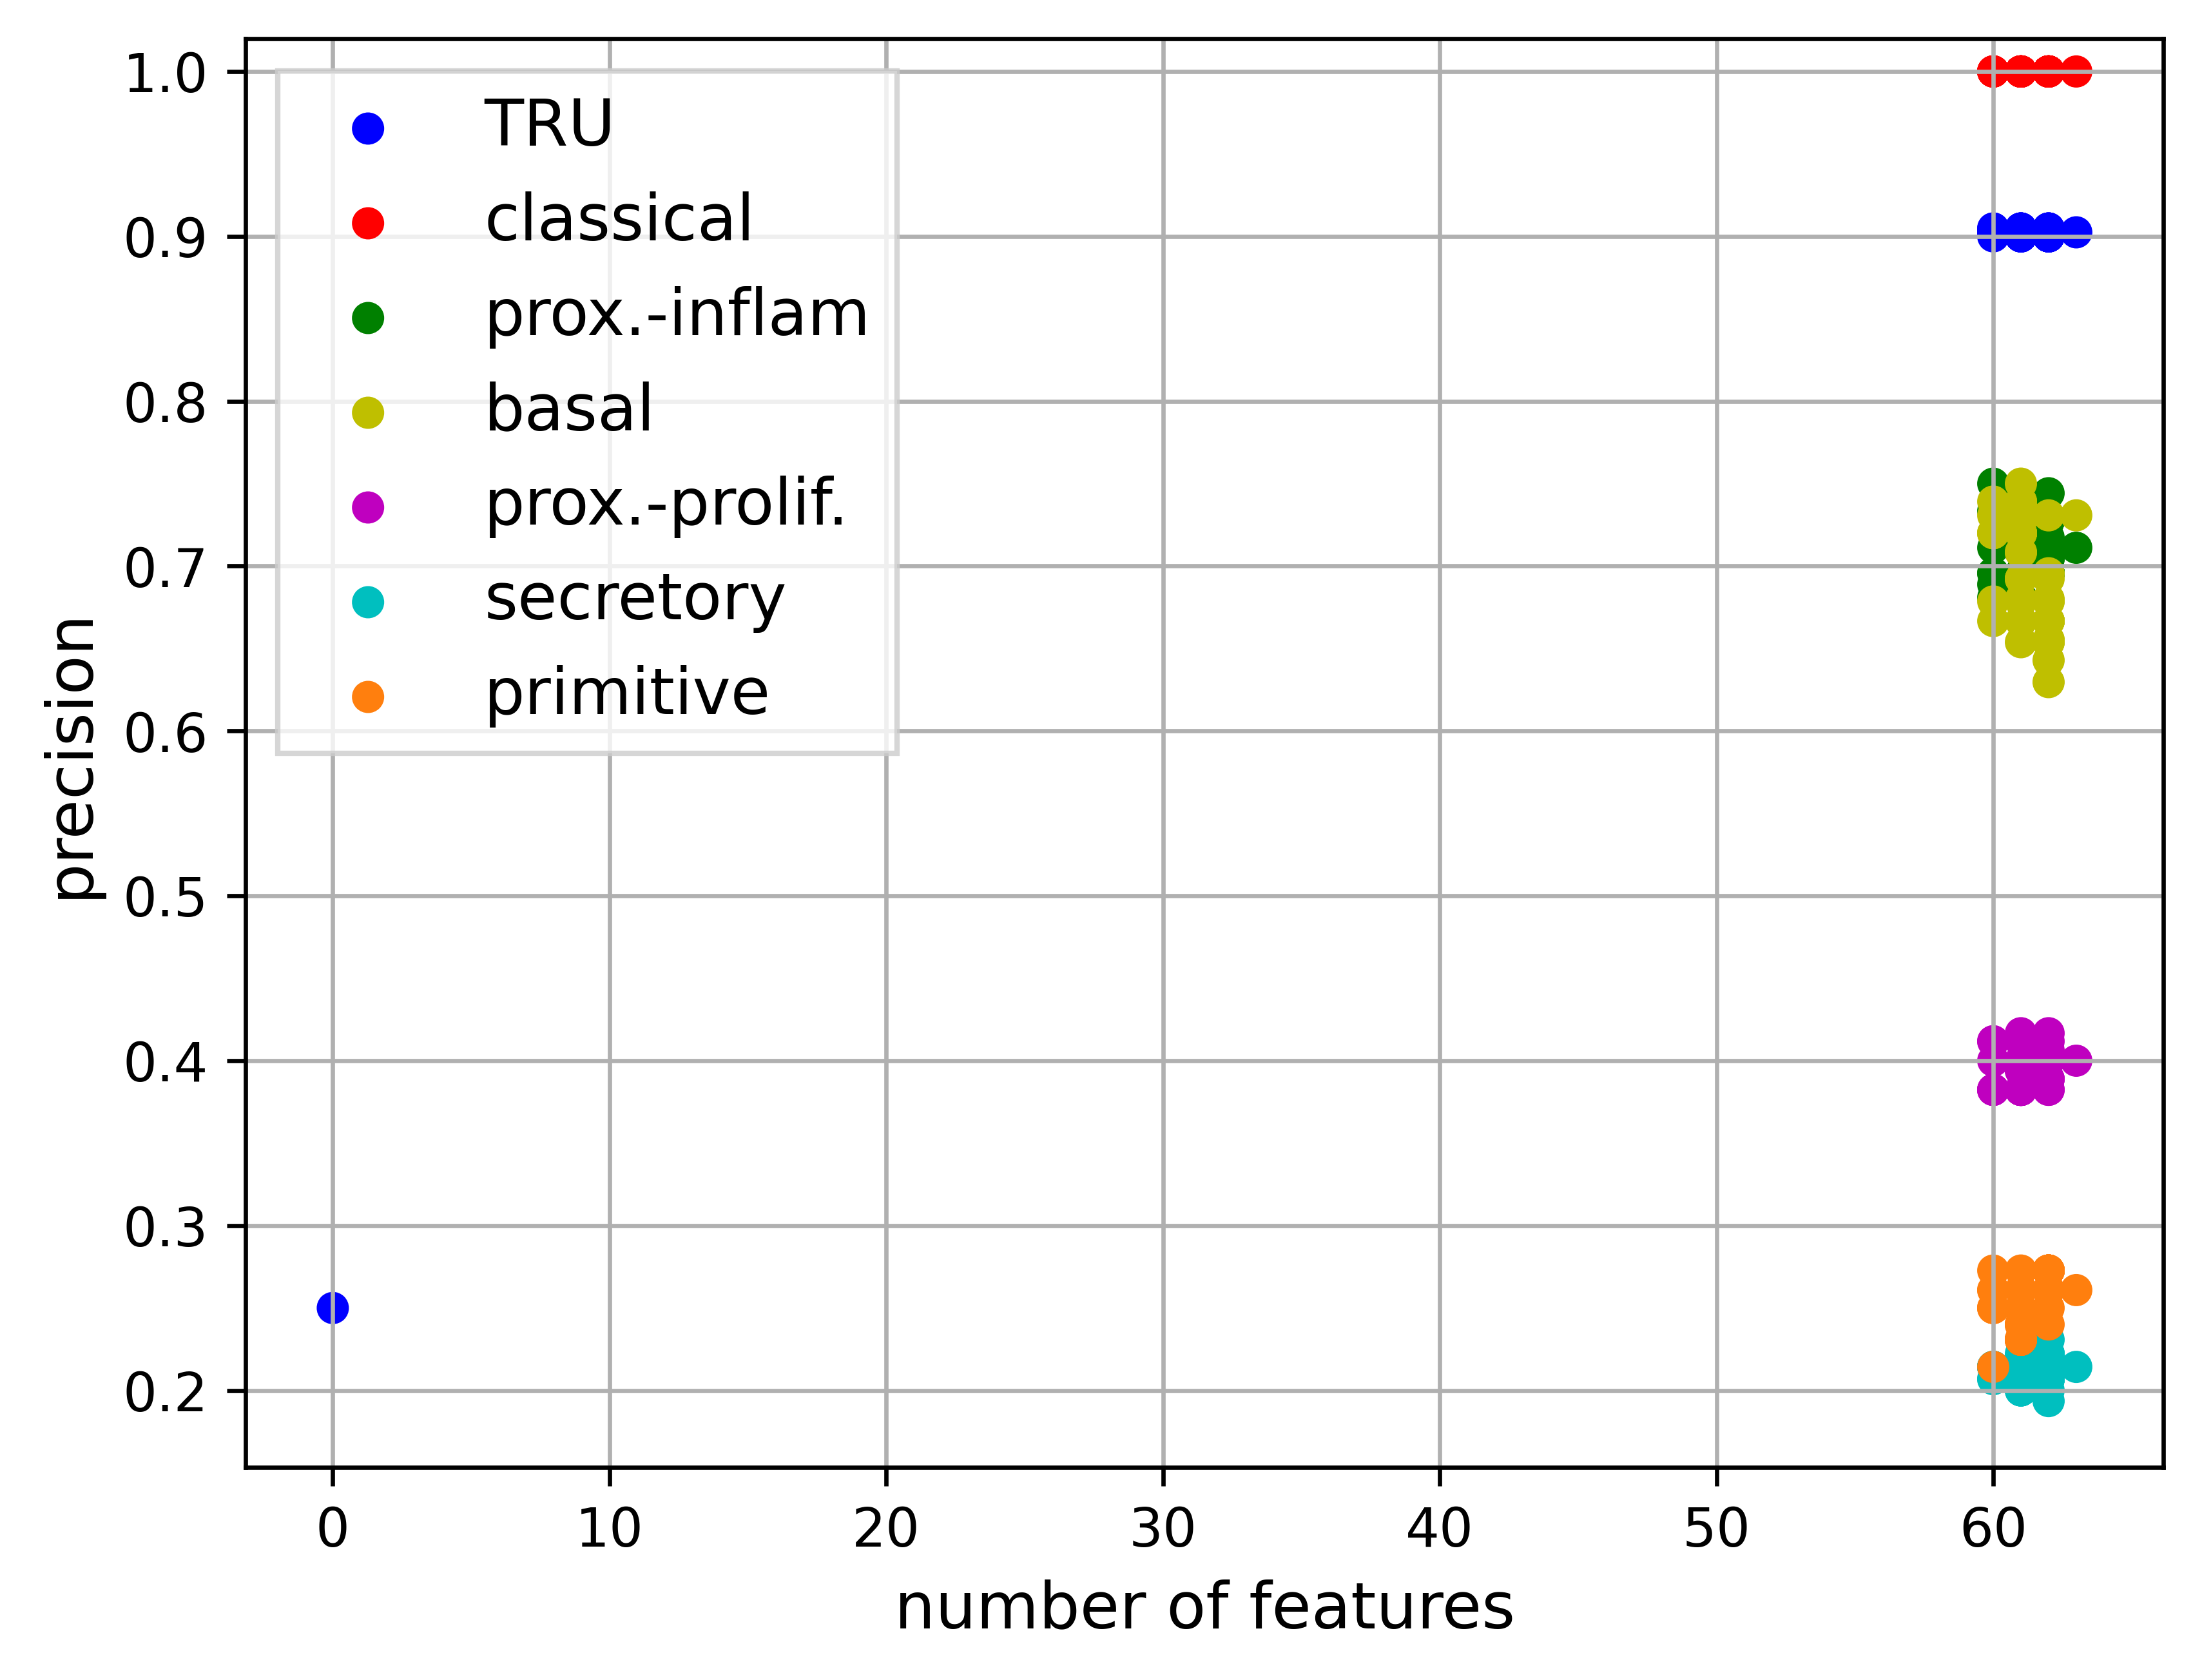 1.0
0.9
0.8
0.7
0.6
0.5
0.4
0.3
0.2
precision
TRU
classical
prox.-inflam
basal
prox.-prolif.
secretory
primitive
0 10 20 30 40 50 60
number of features